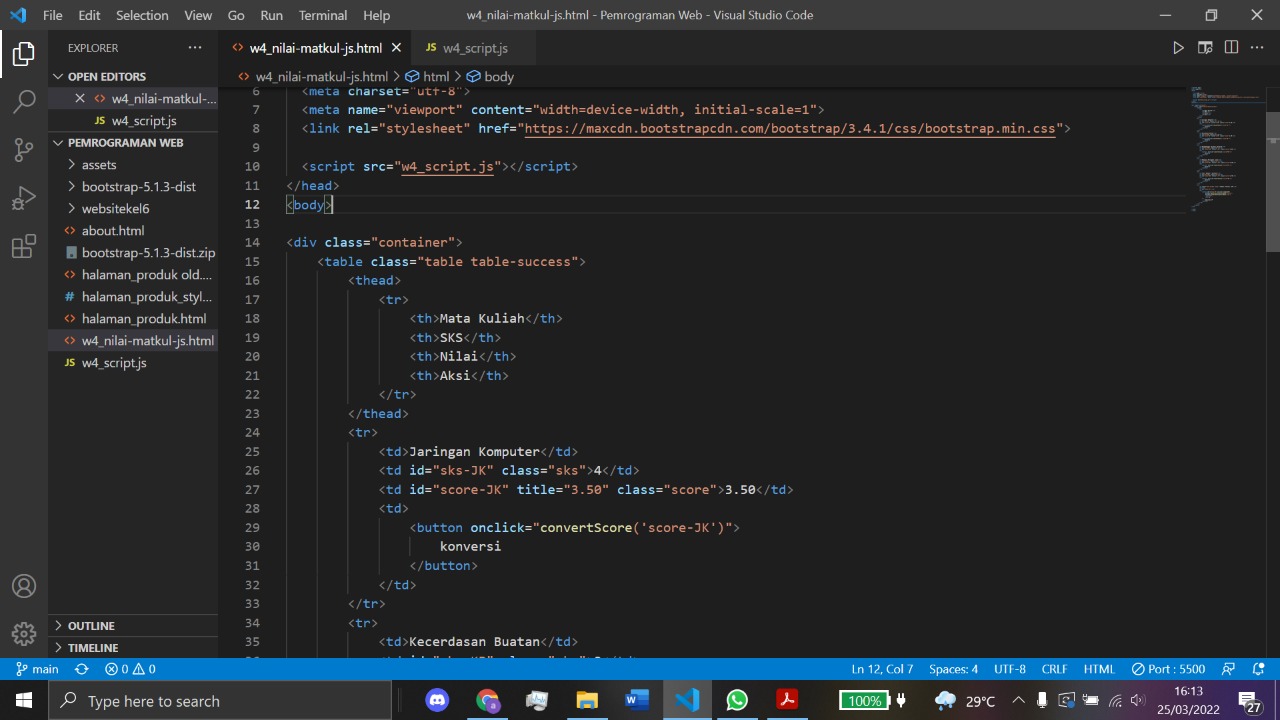 File Edit Selection View Go Run Terminal Help w4_nilai-matkul-js.html - Pemrograman Web - Visual Studio Code
EXPLORER
OPEN EDITORS
w4_nilai-matkul-...
JS w4_script.js
PEMROGRAMAN WEB
assets
bootstrap-5.1.3-dist
websitekel6
about.html
bootstrap-5.1.3-dist.zip
halaman_produk old....
# halaman_produk_styl...
halaman_produk.html
w4_nilai-matkul-js.html
JS w4_script.js
OUTLINE
TIMELINE
w4_nilai-matkul-js.html JS w4_script.js
w4_nilai-matkul-js.html > html > body
6 <meta charset="utf-8">
7 <meta name="viewport" content="width=device-width, initial-scale=1">
8 <link rel="stylesheet" href="https://maxcdn.bootstrapcdn.com/bootstrap/3.4.1/css/bootstrap.min.css">
9
10 <script src="w4_script.js"></script>
11 </head>
12 <body>
13
14 <div class="container">
15 <table class="table table-success">
16 <thead>
17 <tr>
18 <th>Mata Kuliah</th>
19 <th>SKS</th>
20 <th>Nilai</th>
21 <th>Aksi</th>
22 </tr>
23 </thead>
24 <tr>
25 <td>Jaringan Komputer</td>
26 <td id="sks-JK" class="sks">4</td>
27 <td id="score-JK" title="3.50" class="score">3.50</td>
28 <td>
29 <button onclick="convertScore('score-JK')">
30 konversi
31 </button>
32 </td>
33 </tr>
34 <tr>
35 <td>Kecerdasan Buatan</td>
main 0 0 Ln 12, Col 7 Spaces: 4 UTF-8 CRLF HTML Port : 5500
Type here to search 100% 29°C 16:13
25/03/2022 27